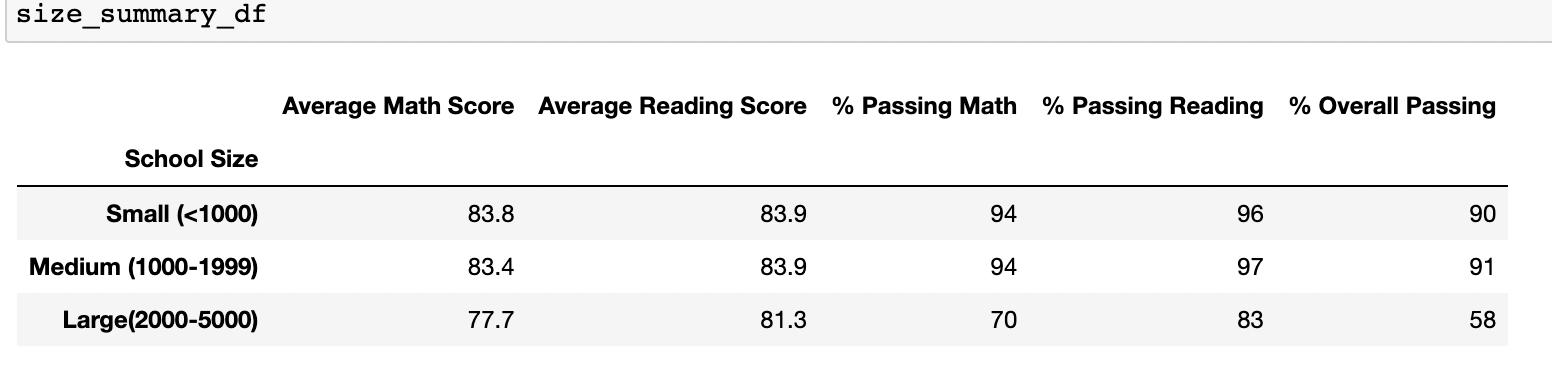 size_summary_df
Average Math Score Average Reading Score % Passing Math % Passing Reading % Overall Passing
School Size
Small (<1000) 83.8 83.9 94 96 90
Medium (1000-1999) 83.4 83.9 94 97 91
Large(2000-5000) 77.7 81.3 70 83 58